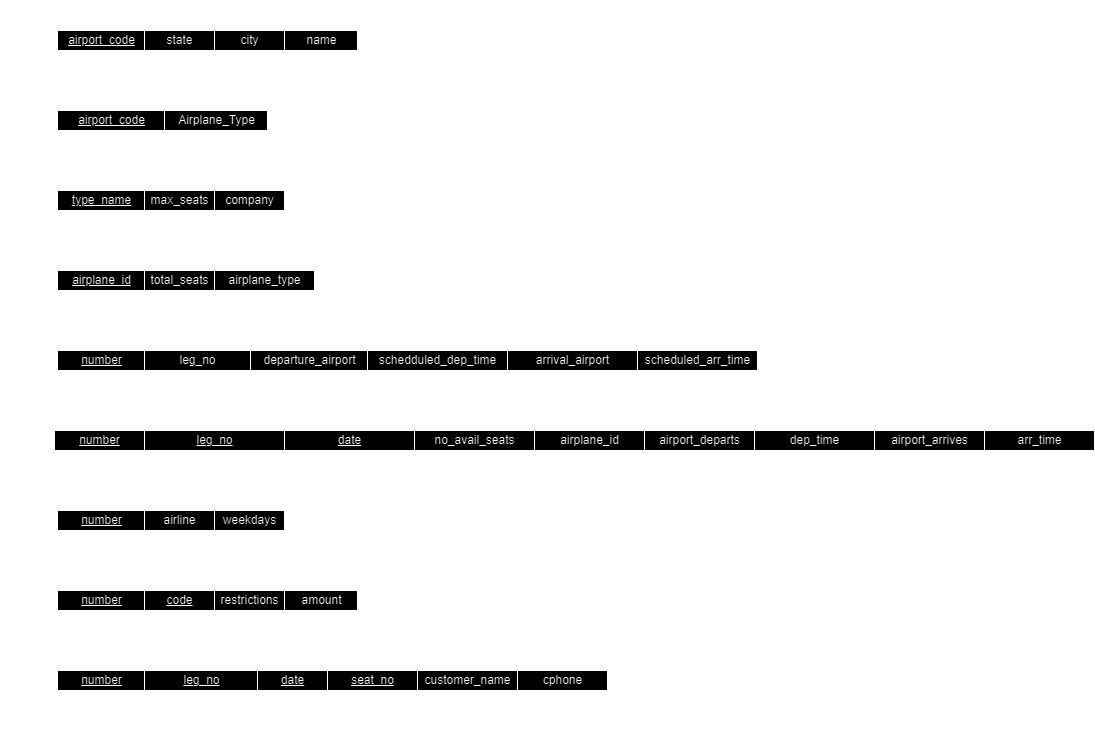 airport_code state city name
airport_code Airplane_Type
type_name max_seats company
airplane_id total_seats airplane_type
number leg_no departure_airport schedduled_dep_time arrival_airport scheduled_arr_time
number leg_no date no_avail_seats airplane_id airport_departs dep_time airport_arrives arr_time
number airline weekdays
number code restrictions amount
number leg_no date seat_no customer_name cphone